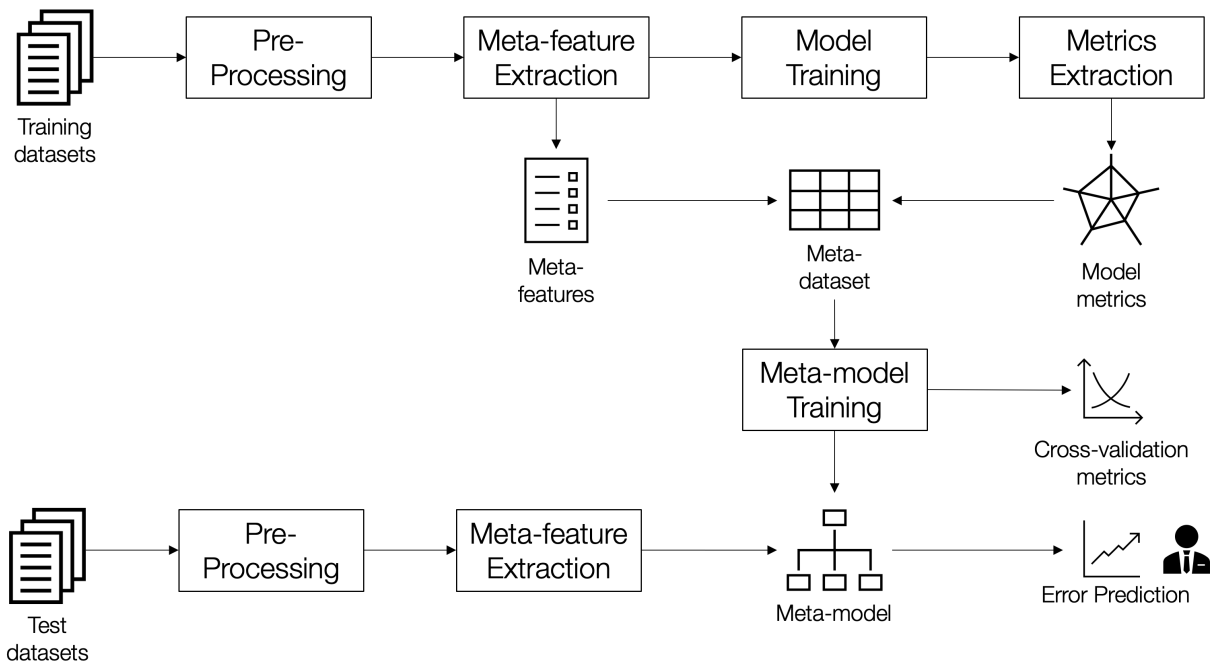 Pre-
Processing
Meta-feature
Extraction
Model
Training
Metrics
Extraction
Training
datasets
Meta-
features
Meta-
dataset
Model
metrics
Meta-model
Training
Cross-validation
metrics
Pre-
Processing
Meta-feature
Extraction
Meta-model
Error Prediction
Test
datasets